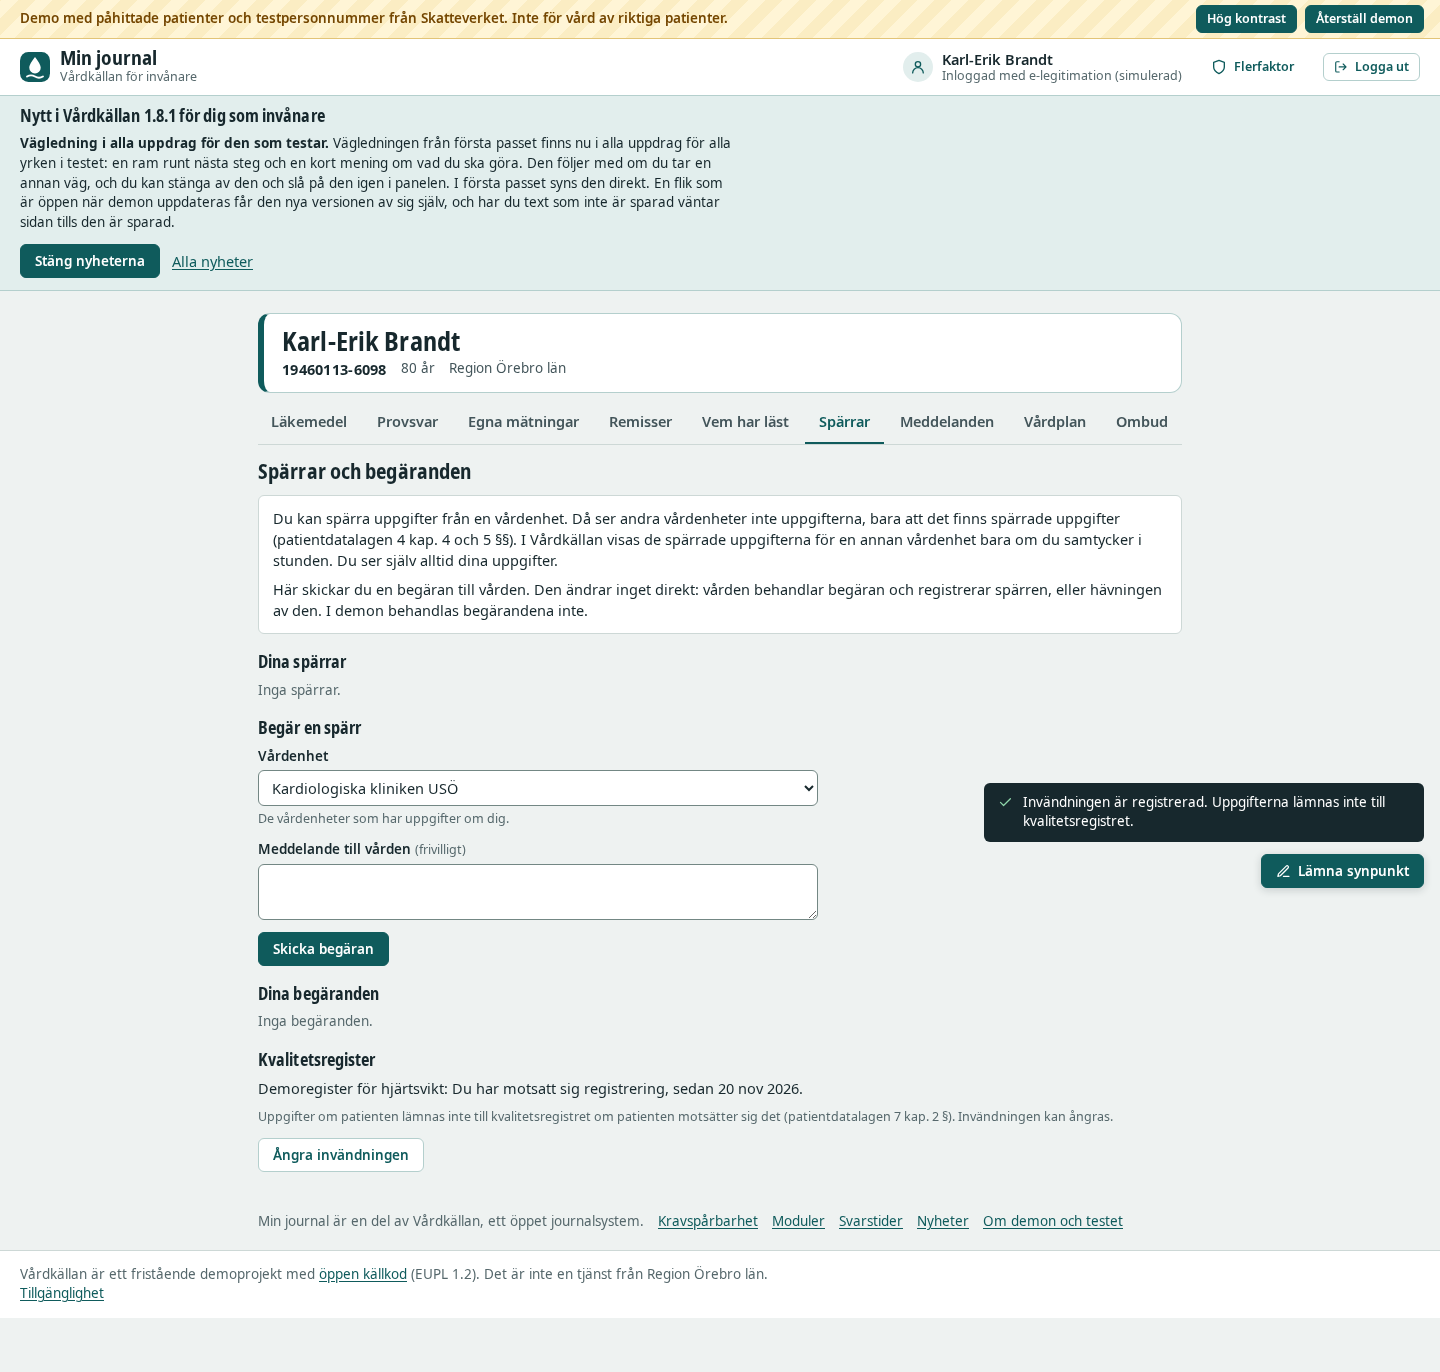 Demo med påhittade patienter och testpersonnummer från Skatteverket. Inte för vård av riktiga patienter.
Hög kontrast
Återställ demon
Min journal
Vårdkällan för invånare
Karl-Erik Brandt
Inloggad med e-legitimation (simulerad)
Flerfaktor
Logga ut
Nytt i Vårdkällan 1.8.1 för dig som invånare
Vägledning i alla uppdrag för den som testar. Vägledningen från första passet finns nu i alla uppdrag för alla
yrken i testet: en ram runt nästa steg och en kort mening om vad du ska göra. Den följer med om du tar en
annan väg, och du kan stänga av den och slå på den igen i panelen. I första passet syns den direkt. En flik som
är öppen när demon uppdateras får den nya versionen av sig själv, och har du text som inte är sparad väntar
sidan tills den är sparad.
Stäng nyheterna
Alla nyheter
Karl-Erik Brandt
19460113-6098 80 år Region Örebro län
Läkemedel Provsvar Egna mätningar Remisser Vem har läst Spärrar Meddelanden Vårdplan Ombud
Spärrar och begäranden
Du kan spärra uppgifter från en vårdenhet. Då ser andra vårdenheter inte uppgifterna, bara att det finns spärrade uppgifter
(patientdatalagen 4 kap. 4 och 5 §§). I Vårdkällan visas de spärrade uppgifterna för en annan vårdenhet bara om du samtycker i
stunden. Du ser själv alltid dina uppgifter.
Här skickar du en begäran till vården. Den ändrar inget direkt: vården behandlar begäran och registrerar spärren, eller hävningen
av den. I demon behandlas begärandena inte.
Dina spärrar
Inga spärrar.
Begär en spärr
Vårdenhet
Kardiologiska kliniken USÖ
De vårdenheter som har uppgifter om dig.
Invändningen är registrerad. Uppgifterna lämnas inte till
kvalitetsregistret.
Meddelande till vården (frivilligt)
Lämna synpunkt
Skicka begäran
Dina begäranden
Inga begäranden.
Kvalitetsregister
Demoregister för hjärtsvikt: Du har motsatt sig registrering, sedan 20 nov 2026.
Uppgifter om patienten lämnas inte till kvalitetsregistret om patienten motsätter sig det (patientdatalagen 7 kap. 2 §). Invändningen kan ångras.
Ångra invändningen
Min journal är en del av Vårdkällan, ett öppet journalsystem. Kravspårbarhet Moduler Svarstider Nyheter Om demon och testet
Vårdkällan är ett fristående demoprojekt med öppen källkod (EUPL 1.2). Det är inte en tjänst från Region Örebro län.
Tillgänglighet